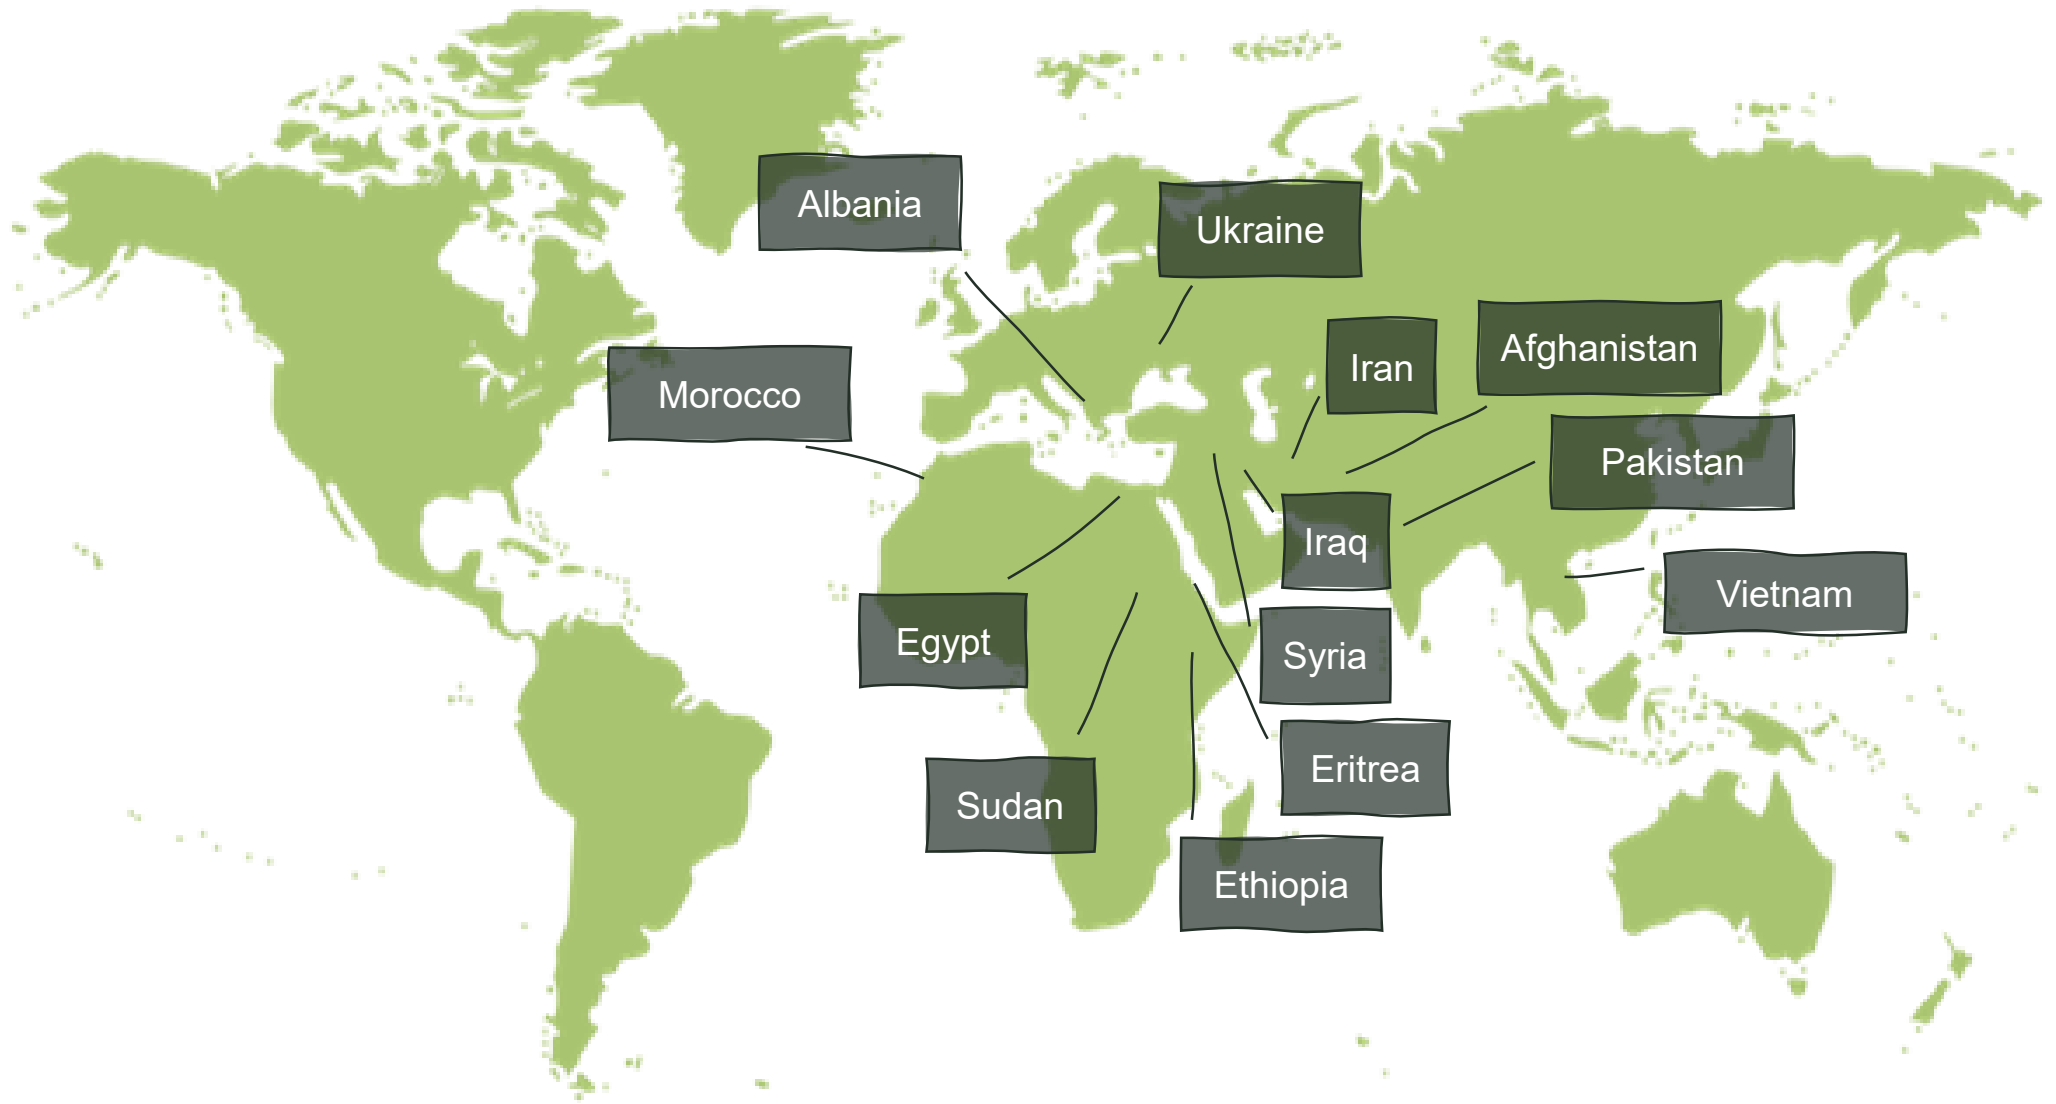 Albania
Ukraine
Iran
Afghanistan
Morocco
Pakistan
Iraq
Vietnam
Egypt
Syria
Eritrea
Sudan
Ethiopia